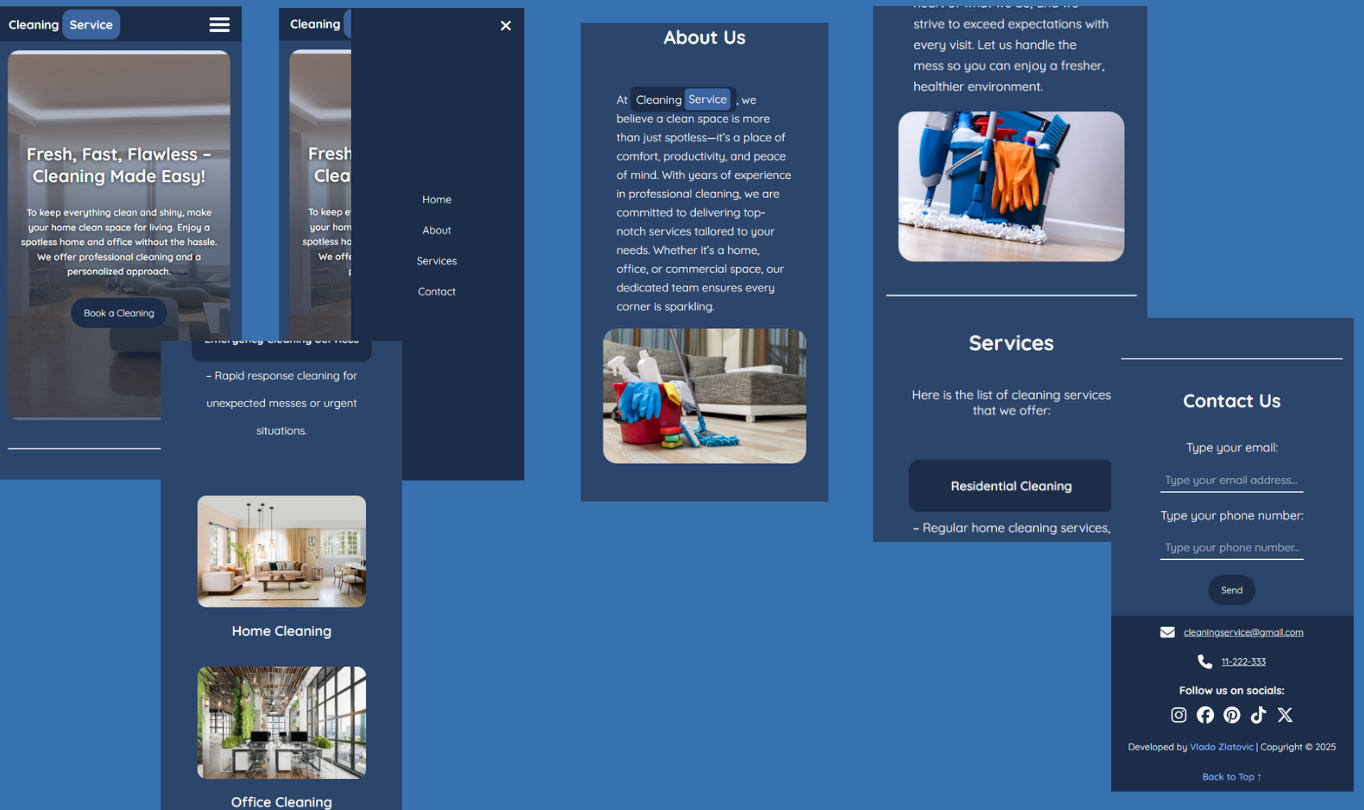 Cleaning Service
Fresh, Fast, Flawless –
Cleaning Made Easy!
To keep everything clean and shiny, make
your home clean space for living. Enjoy a
spotless home and office without the hassle.
We offer professional cleaning and a
personalized approach.
Book a Cleaning
Cleaning
Fresh
Clea
To keep e
your hom
spotless ho
We offe
Home
About
Services
Contact
Emergency Cleaning Services
– Rapid response cleaning for
unexpected messes or urgent
situations.
Home Cleaning
Office Cleaning
About Us
At Cleaning Service , we
believe a clean space is more
than just spotless—it's a place of
comfort, productivity, and peace
of mind. With years of experience
in professional cleaning, we are
committed to delivering top-
notch services tailored to your
needs. Whether it's a home,
office, or commercial space, our
dedicated team ensures every
corner is sparkling.
heart of what we do, and we
strive to exceed expectations with
every visit. Let us handle the
mess so you can enjoy a fresher,
healthier environment.
Services
Here is the list of cleaning services
that we offer:
Residential Cleaning
– Regular home cleaning services,
Contact Us
Type your email:
Type your email address...
Type your phone number:
Type your phone number...
Send
cleaningservice@gmail.com
11-222-333
Follow us on socials:
Developed by Vlado Zlatovic | Copyright © 2025
Back to Top ↑